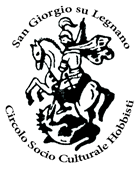 San Giorgio su Legnano
Circolo Socio Culturale Hobbisti